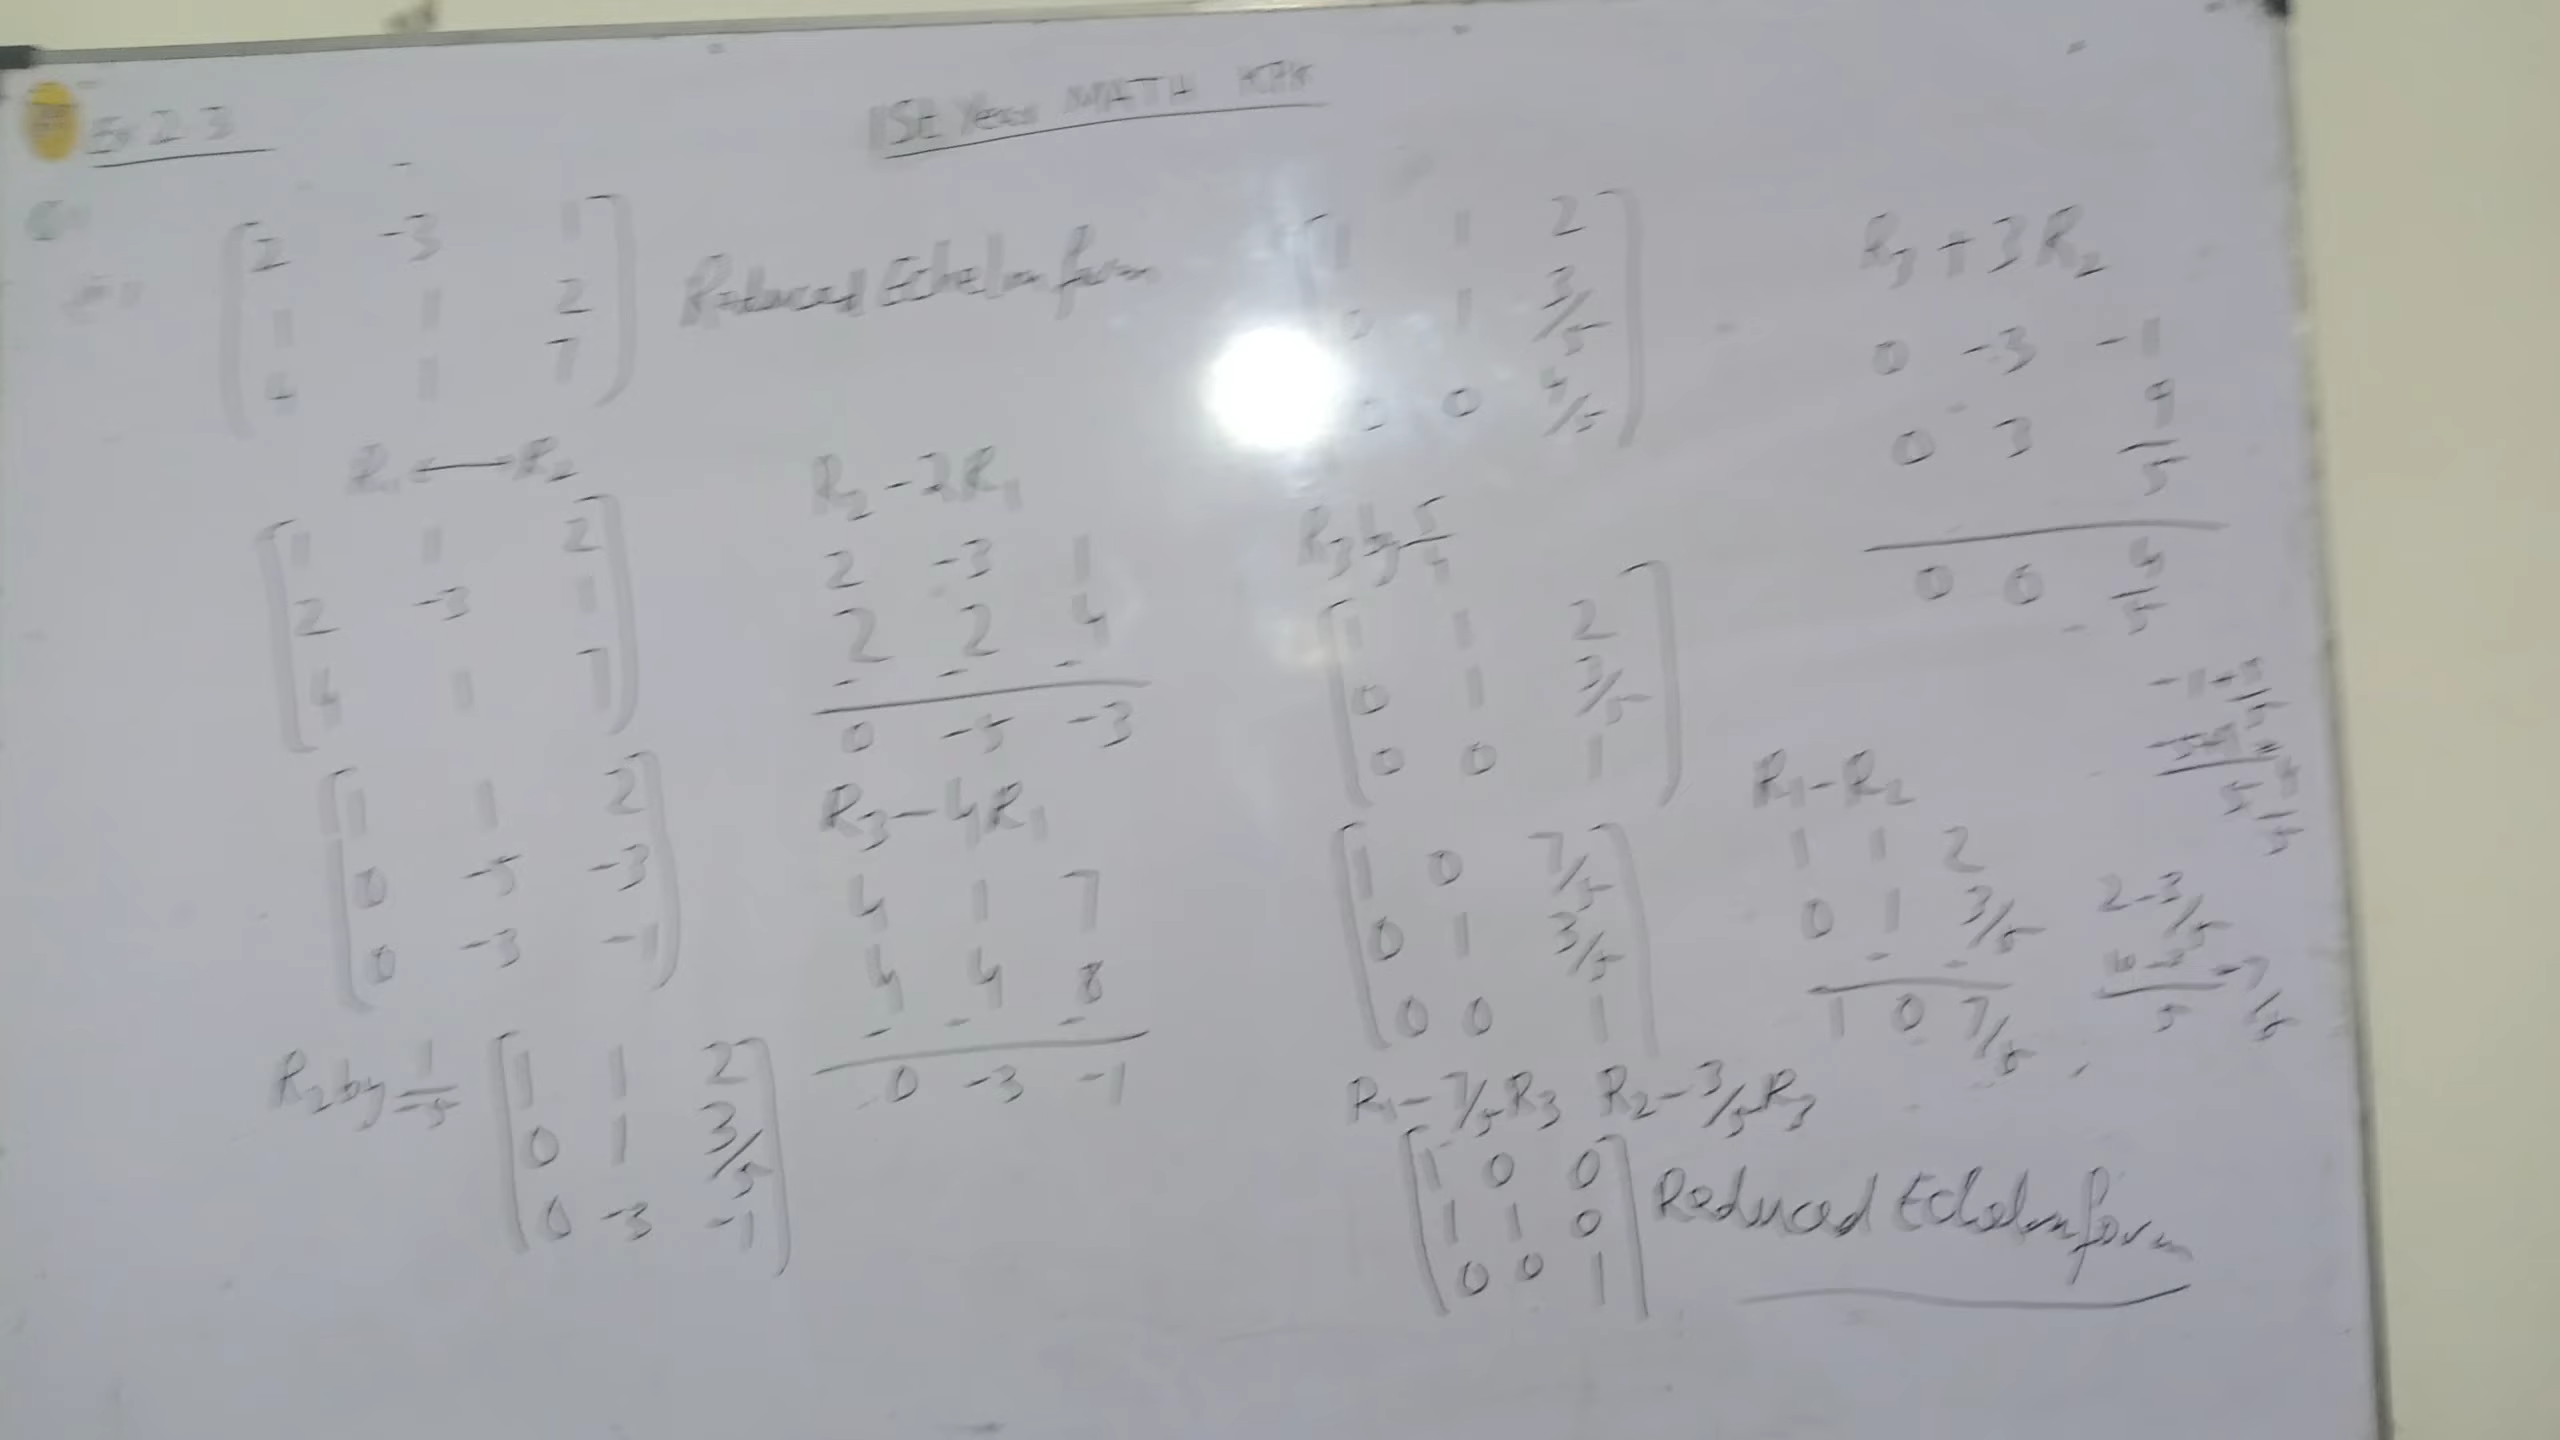 Ex 2.3
1st Year MATH KPK
[2 -3 1]
[1 1 2]
[4 1 7]
Reduced Echelon form
R1 ⟷ R2
[1 1 2]
[2 -3 1]
[4 1 7]
[1 1 2]
[0 -5 -3]
[0 -3 -1]
R2 by 1/-5
[1 1 2]
[0 1 3/5]
[0 -3 -1]
R2 - 2R1
2 -3 1
2 2 4
- - -
0 -5 -3
R3 - 4R1
4 1 7
4 4 8
- - -
0 -3 -1
[1 1 2]
[0 1 3/5]
[0 0 4/5]
R3 by 5/4
[1 1 2]
[0 1 3/5]
[0 0 1]
[1 0 7/5]
[0 1 3/5]
[0 0 1]
R1 - 7/5 R3 R2 - 3/5 R3
[1 0 0]
[1 1 0]
[0 0 1]
Reduced Echelon form
R3 + 3R2
0 -3 -1
0 3 9/5
0 0 4/5
-1+9/5
R1 - R2
1 1 2
0 1 3/5
- -
1 0 7/5
2 - 3/5